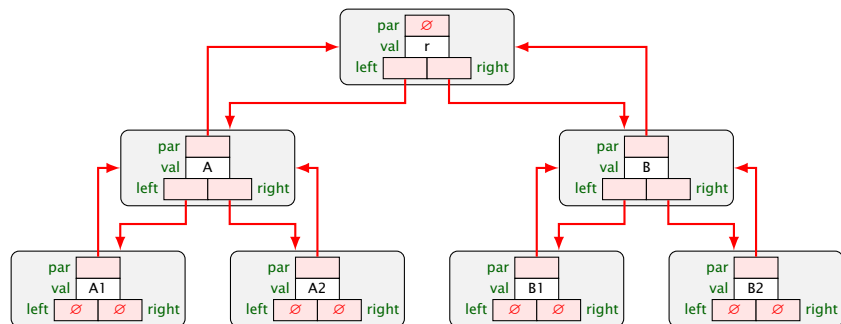 par ∅
val r
left right
par par
val A val B
left right left right
par par par par
val A1 val A2 val B1 val B2
left ∅ ∅ right left ∅ ∅ right left ∅ ∅ right left ∅ ∅ right